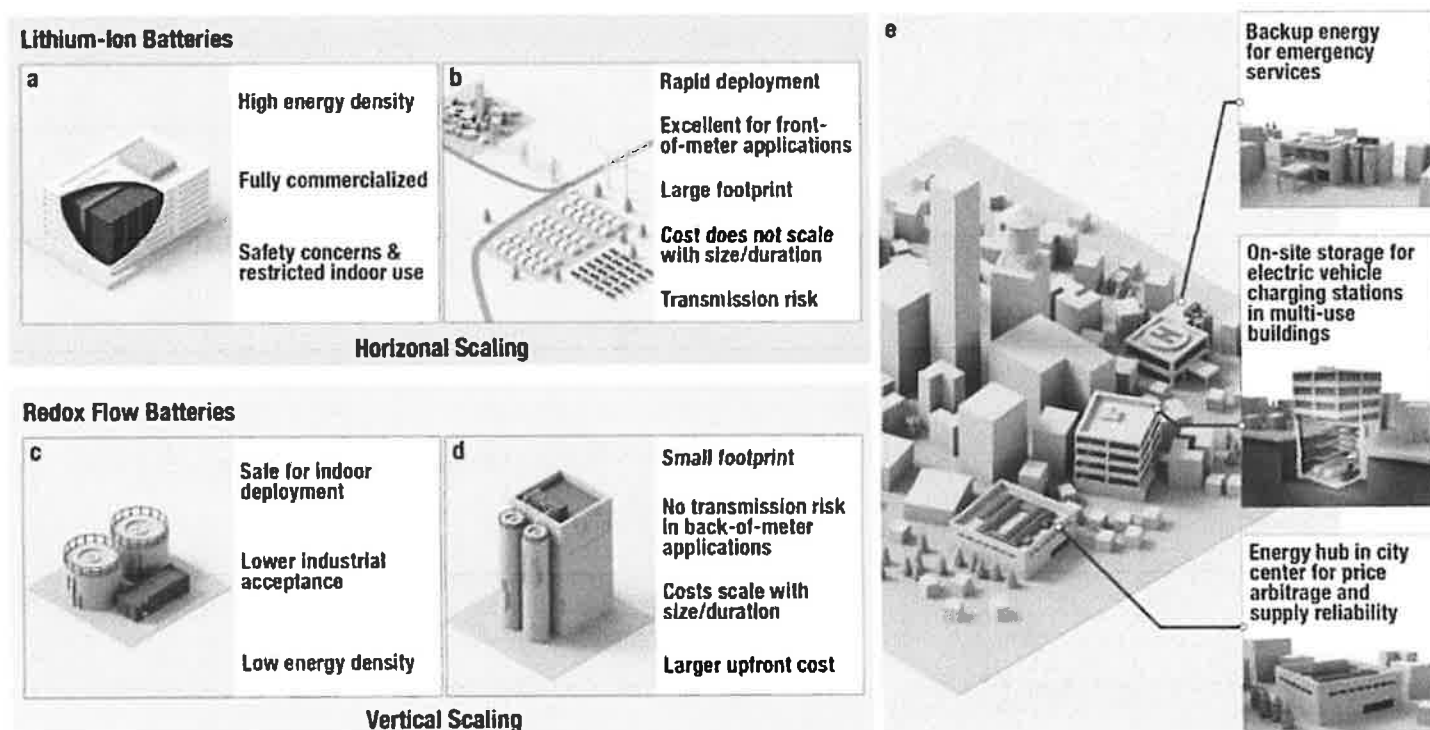 Lithium-Ion Batteries
a
High energy density
Fully commercialized
Safety concerns &
restricted indoor use
b
Rapid deployment
Excellent for front-
of-meter applications
Large footprint
Cost does not scale
with size/duration
Transmission risk
Horizonal Scaling
Redox Flow Batteries
c
Safe for indoor
deployment
Lower industrial
acceptance
Low energy density
d
Small footprint
No transmission risk
in back-of-meter
applications
Costs scale with
size/duration
Larger upfront cost
Vertical Scaling
e
Backup energy
for emergency
services
H
On-site storage for
electric vehicle
charging stations
in multi-use
buildings
Energy hub in city
center for price
arbitrage and
supply reliability